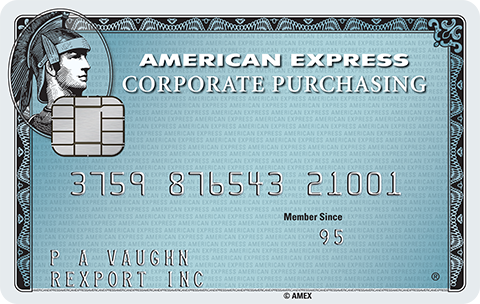 AMERICAN EXPRESS
CORPORATE PURCHASING
3759 876543 21001
Member Since
95
P A VAUGHN
REXPORT INC
®
© AMEX